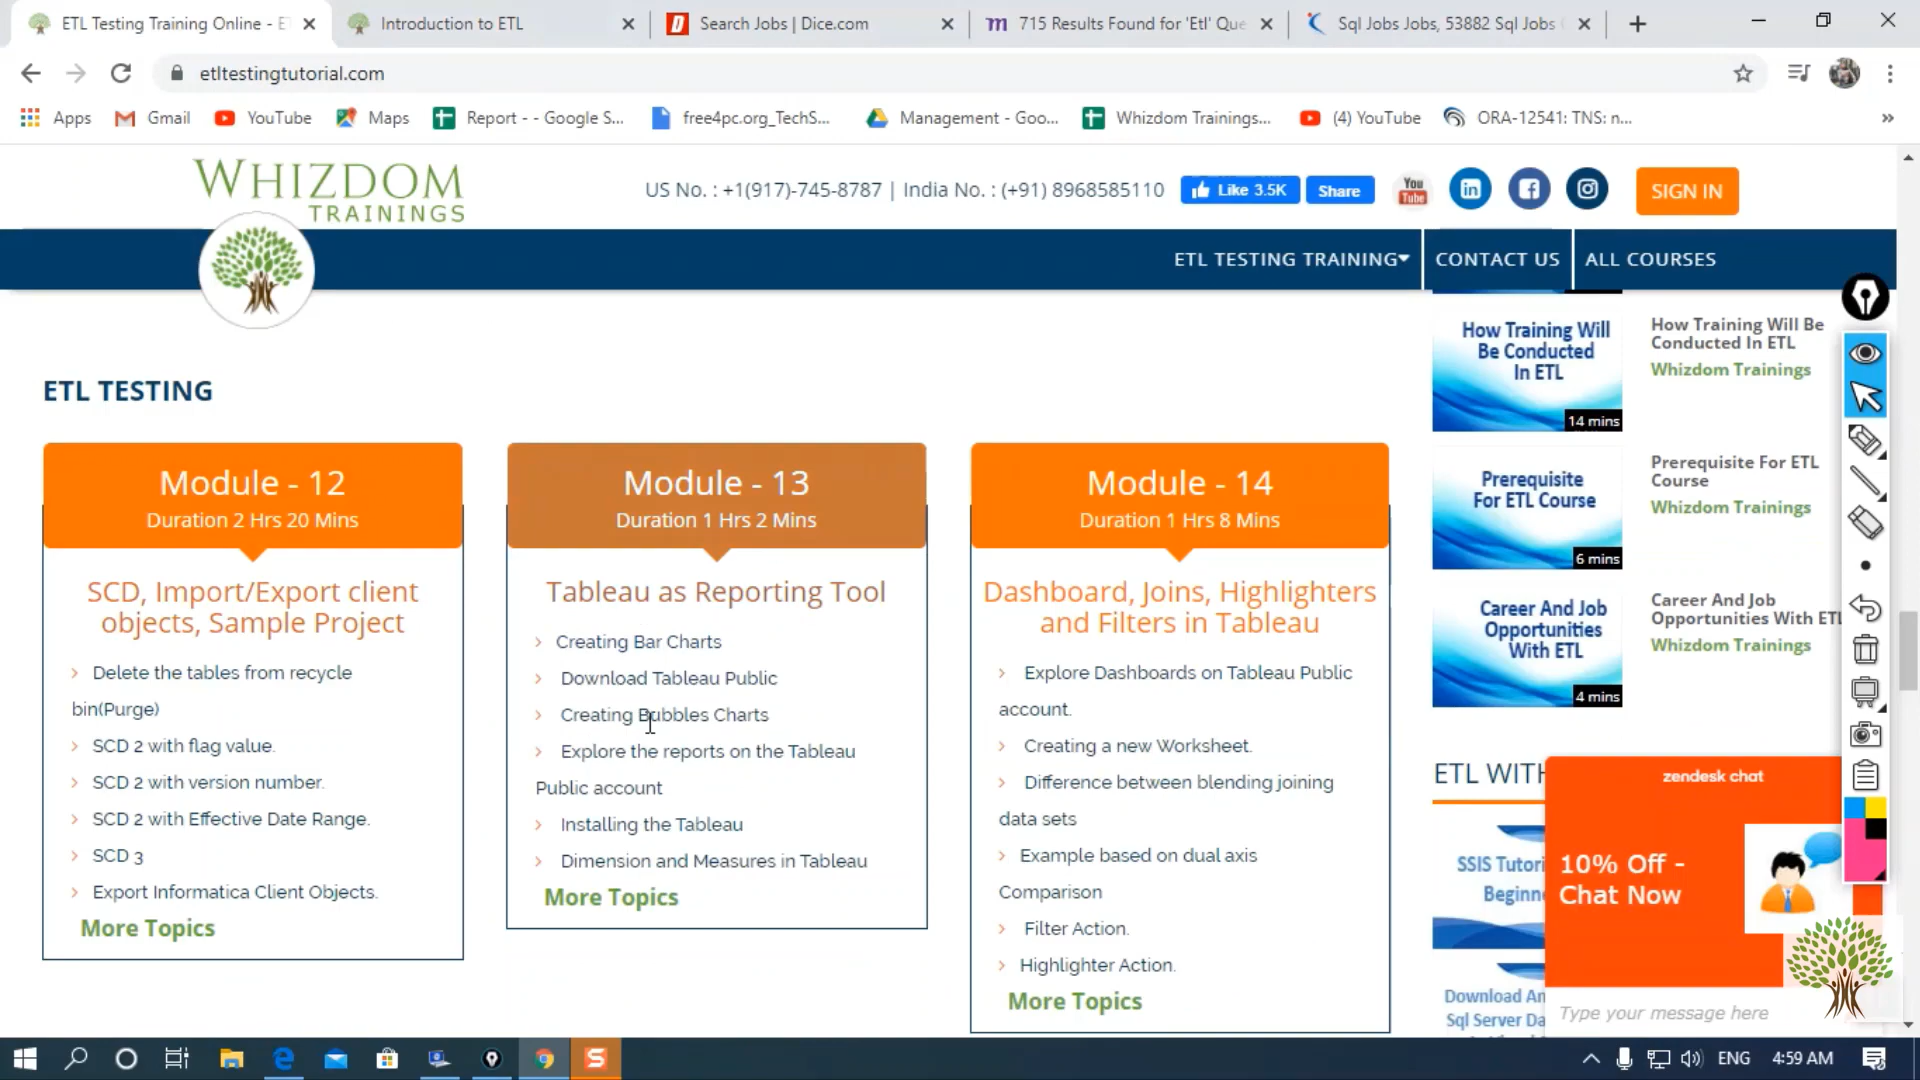 ETL Testing Training Online - E
Introduction to ETL
Search Jobs | Dice.com
715 Results Found for 'Etl' Que
Sql Jobs Jobs, 53882 Sql Jobs
etltestingtutorial.com
Apps
Gmail
YouTube
Maps
Report - - Google S...
free4pc.org_TechS...
Management - Goo...
Whizdom Trainings...
(4) YouTube
ORA-12541: TNS: n...
»
WHIZDOM
TRAININGS
US No. : +1(917)-745-8787 | India No. : (+91) 8968585110
Like 3.5K
Share
You
Tube
SIGN IN
ETL TESTING TRAINING
CONTACT US
ALL COURSES
ETL TESTING
Module - 12
Duration 2 Hrs 20 Mins
SCD, Import/Export client
objects, Sample Project
Delete the tables from recycle
bin(Purge)
SCD 2 with flag value.
SCD 2 with version number.
SCD 2 with Effective Date Range.
SCD 3
Export Informatica Client Objects.
More Topics
Module - 13
Duration 1 Hrs 2 Mins
Tableau as Reporting Tool
Creating Bar Charts
Download Tableau Public
Creating Bubbles Charts
Explore the reports on the Tableau
Public account
Installing the Tableau
Dimension and Measures in Tableau
More Topics
Module - 14
Duration 1 Hrs 8 Mins
Dashboard, Joins, Highlighters
and Filters in Tableau
Explore Dashboards on Tableau Public
account.
Creating a new Worksheet.
Difference between blending joining
data sets
Example based on dual axis
Comparison
Filter Action.
Highlighter Action.
More Topics
How Training Will
Be Conducted
In ETL
14 mins
How Training Will Be
Conducted In ETL
Whizdom Trainings
Prerequisite
For ETL Course
6 mins
Prerequisite For ETL
Course
Whizdom Trainings
Career And Job
Opportunities
With ETL
4 mins
Career And Job
Opportunities With ETL
Whizdom Trainings
ETL WITH
SSIS Tutori
Beginn
Download An
Sql Server Da
zendesk chat
10% Off -
Chat Now
Type your message here
ENG
4:59 AM